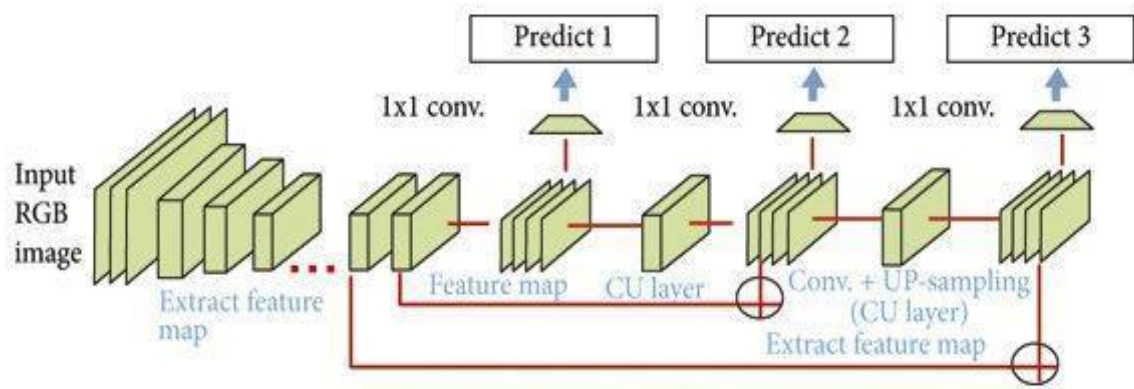 Predict 1
Predict 2
Predict 3
1x1 conv.
1x1 conv.
1x1 conv.
Input
RGB
image
Extract feature
map
Feature map
CU layer
Conv. + UP-sampling
(CU layer)
Extract feature map